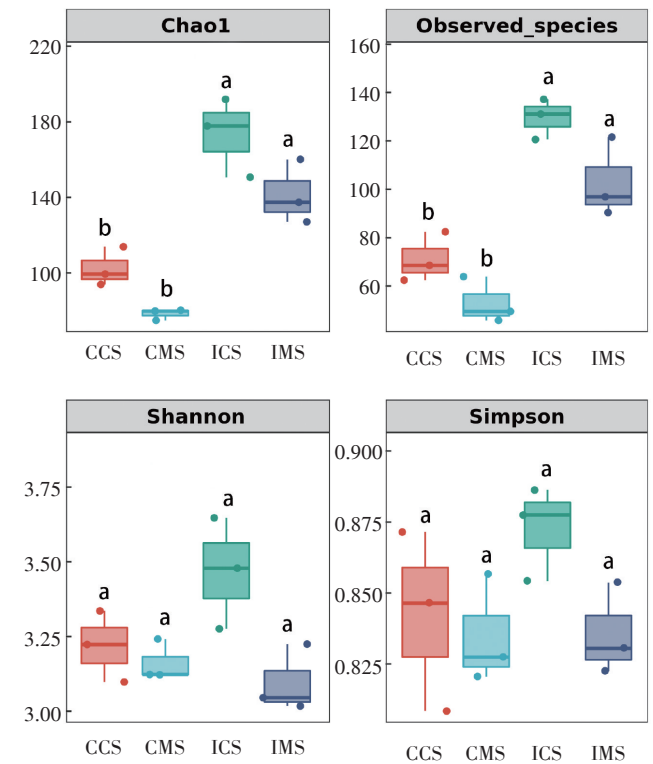 Chao1
220
180
140
100
b
b
a
a
CCS CMS ICS IMS
Observed_species
160
140
120
100
80
60
b
b
a
a
CCS CMS ICS IMS
Shannon
3.75
3.50
3.25
3.00
a
a
a
a
CCS CMS ICS IMS
Simpson
0.900
0.875
0.850
0.825
a
a
a
a
CCS CMS ICS IMS